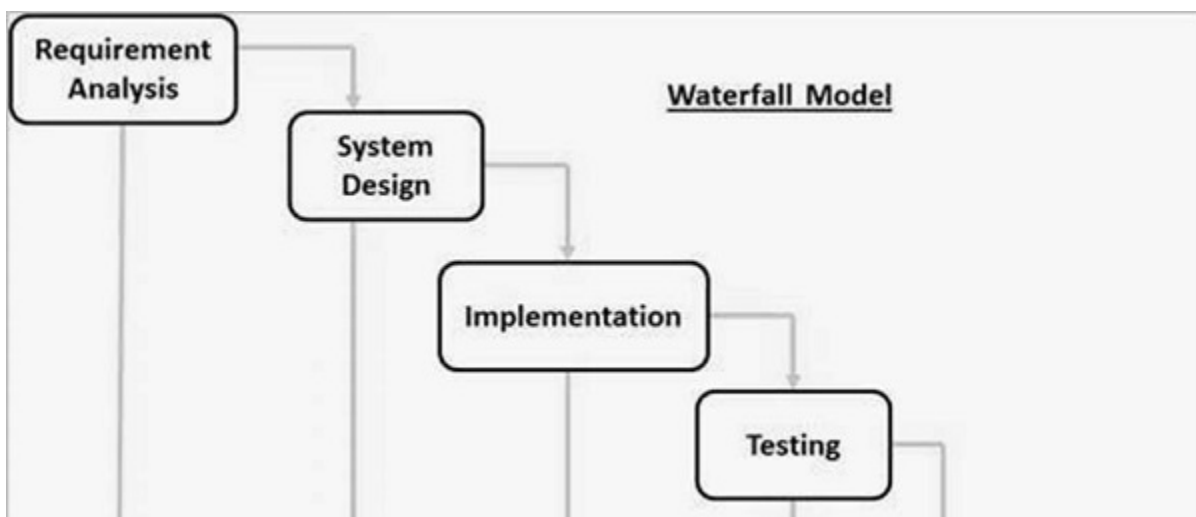 Requirement
Analysis
Waterfall Model
System
Design
Implementation
Testing